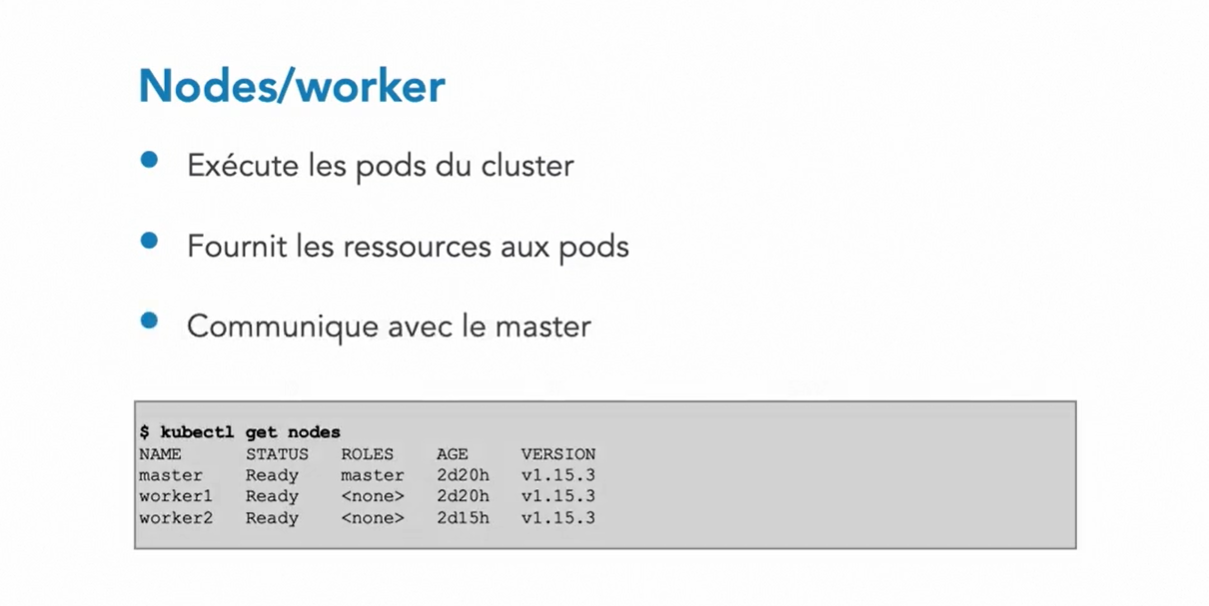 Nodes/worker
Exécute les pods du cluster
Fournit les ressources aux pods
Communique avec le master
$ kubectl get nodes
NAME STATUS ROLES AGE VERSION
master Ready master 2d20h v1.15.3
worker1 Ready <none> 2d20h v1.15.3
worker2 Ready <none> 2d15h v1.15.3